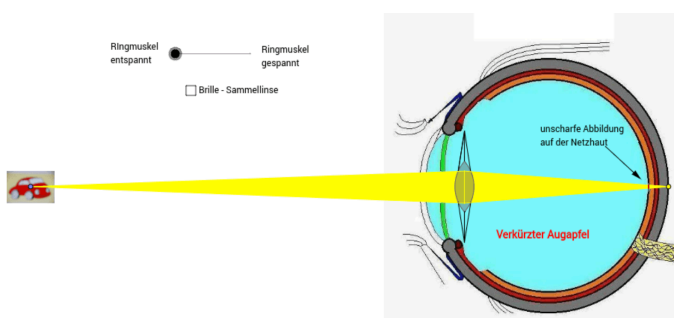 RIngmuskel
entspannt
Ringmuskel
gespannt
Brille - Sammellinse
unscharfe Abbildung
auf der Netzhaut
Verkürzter Augapfel